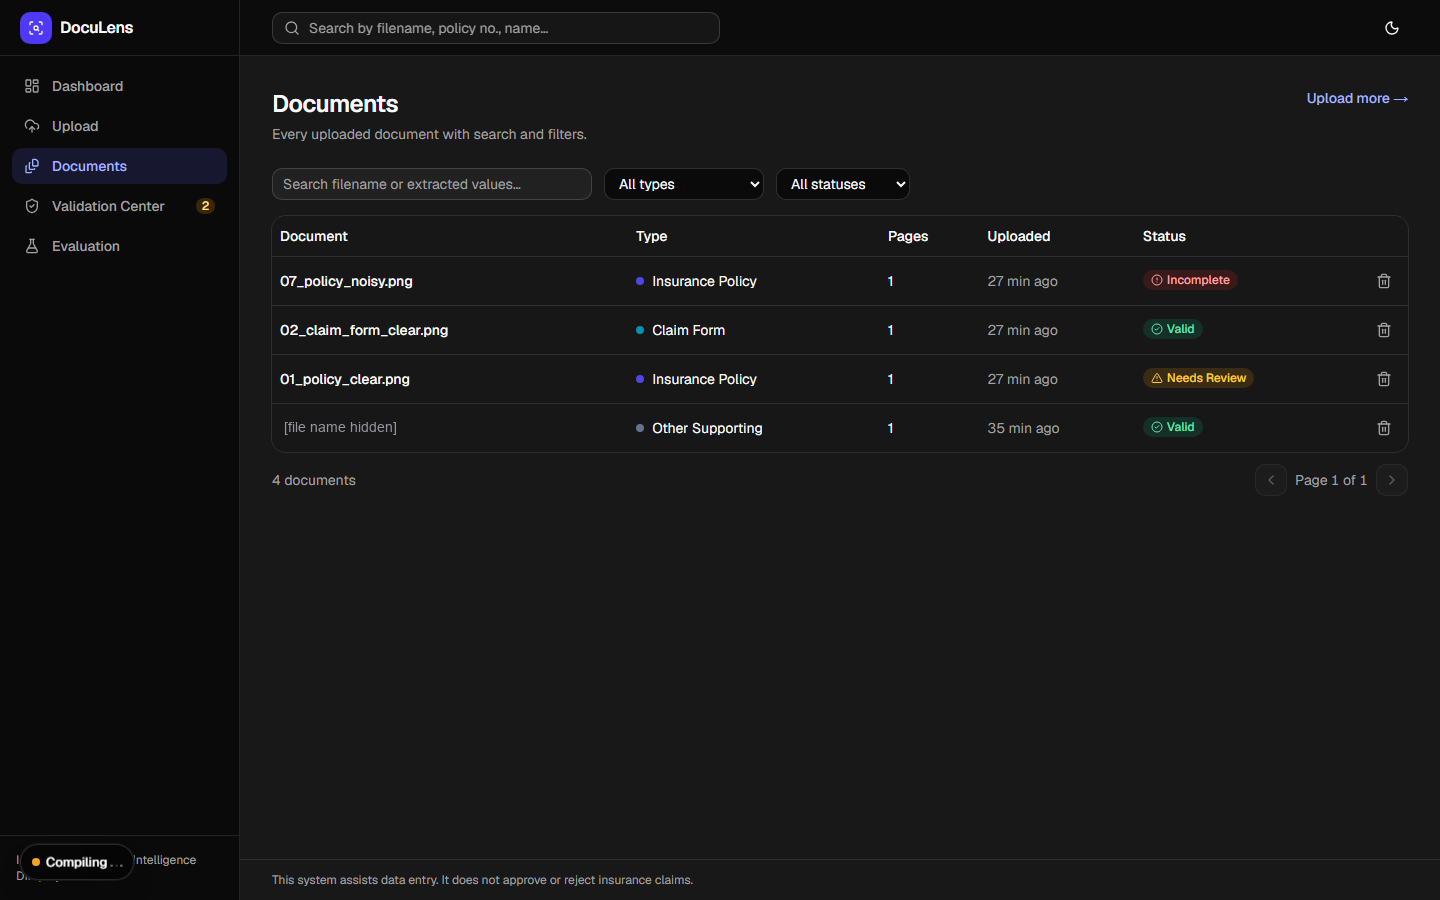 DocuLens
Search by filename, policy no., name...
Dashboard
Upload
Documents
Validation Center 2
Evaluation
Documents
Upload more →
Every uploaded document with search and filters.
Search filename or extracted values...
All types
All statuses
Document Type Pages Uploaded Status
07_policy_noisy.png Insurance Policy 1 27 min ago Incomplete
02_claim_form_clear.png Claim Form 1 27 min ago Valid
01_policy_clear.png Insurance Policy 1 27 min ago Needs Review
[file name hidden] Other Supporting 1 35 min ago Valid
4 documents
Page 1 of 1
Compiling...
ntelligence
This system assists data entry. It does not approve or reject insurance claims.